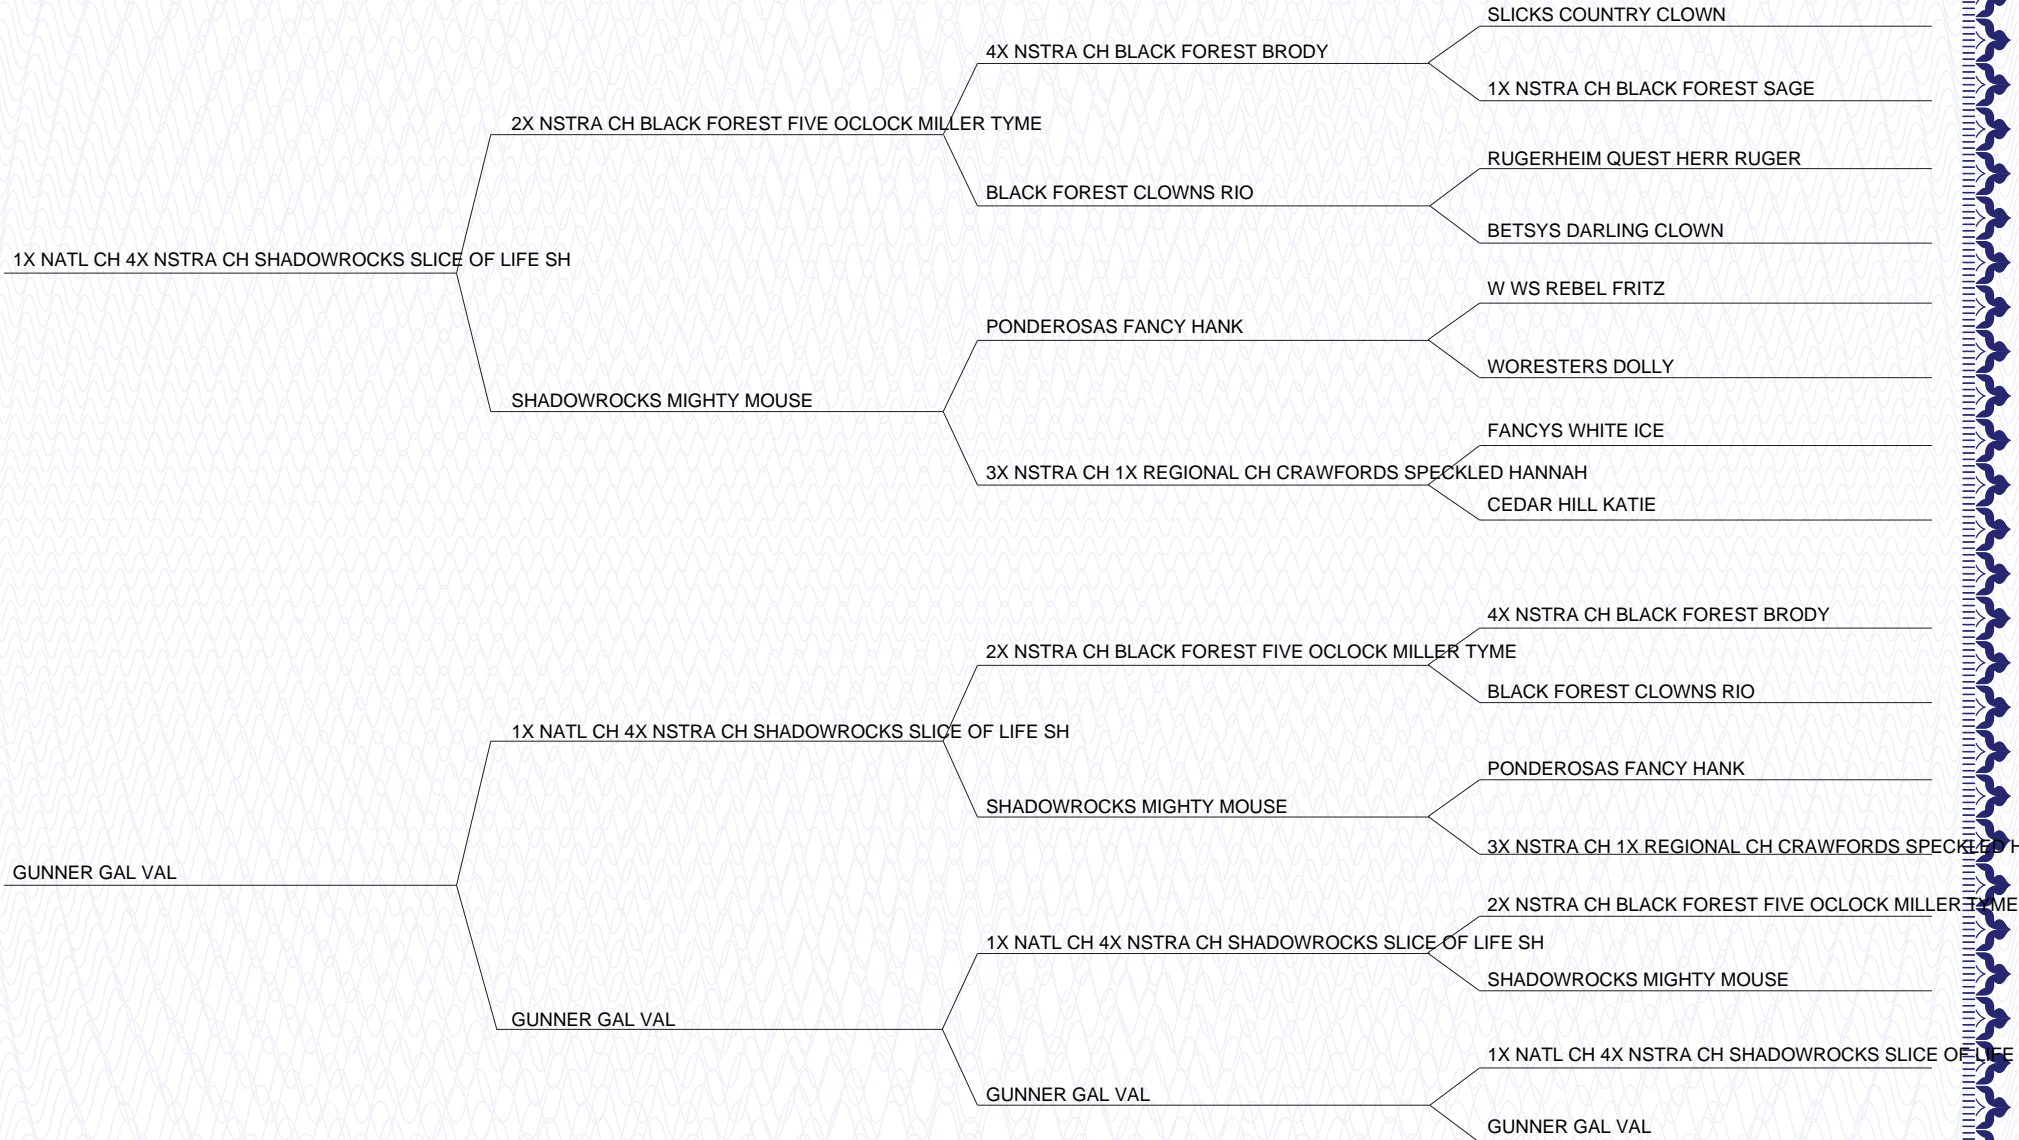 SLICKS COUNTRY CLOWN
4X NSTRA CH BLACK FOREST BRODY
1X NSTRA CH BLACK FOREST SAGE
2X NSTRA CH BLACK FOREST FIVE OCLOCK MILLER TYME
RUGERHEIM QUEST HERR RUGER
BLACK FOREST CLOWNS RIO
BETSYS DARLING CLOWN
1X NATL CH 4X NSTRA CH SHADOWROCKS SLICE OF LIFE SH
W WS REBEL FRITZ
PONDEROSAS FANCY HANK
WORESTERS DOLLY
SHADOWROCKS MIGHTY MOUSE
FANCYS WHITE ICE
3X NSTRA CH 1X REGIONAL CH CRAWFORDS SPECKLED HANNAH
CEDAR HILL KATIE
4X NSTRA CH BLACK FOREST BRODY
2X NSTRA CH BLACK FOREST FIVE OCLOCK MILLER TYME
BLACK FOREST CLOWNS RIO
1X NATL CH 4X NSTRA CH SHADOWROCKS SLICE OF LIFE SH
PONDEROSAS FANCY HANK
SHADOWROCKS MIGHTY MOUSE
3X NSTRA CH 1X REGIONAL CH CRAWFORDS SPECKLED H
GUNNER GAL VAL
2X NSTRA CH BLACK FOREST FIVE OCLOCK MILLER TYME
1X NATL CH 4X NSTRA CH SHADOWROCKS SLICE OF LIFE SH
SHADOWROCKS MIGHTY MOUSE
GUNNER GAL VAL
1X NATL CH 4X NSTRA CH SHADOWROCKS SLICE OF LIFE
GUNNER GAL VAL
GUNNER GAL VAL